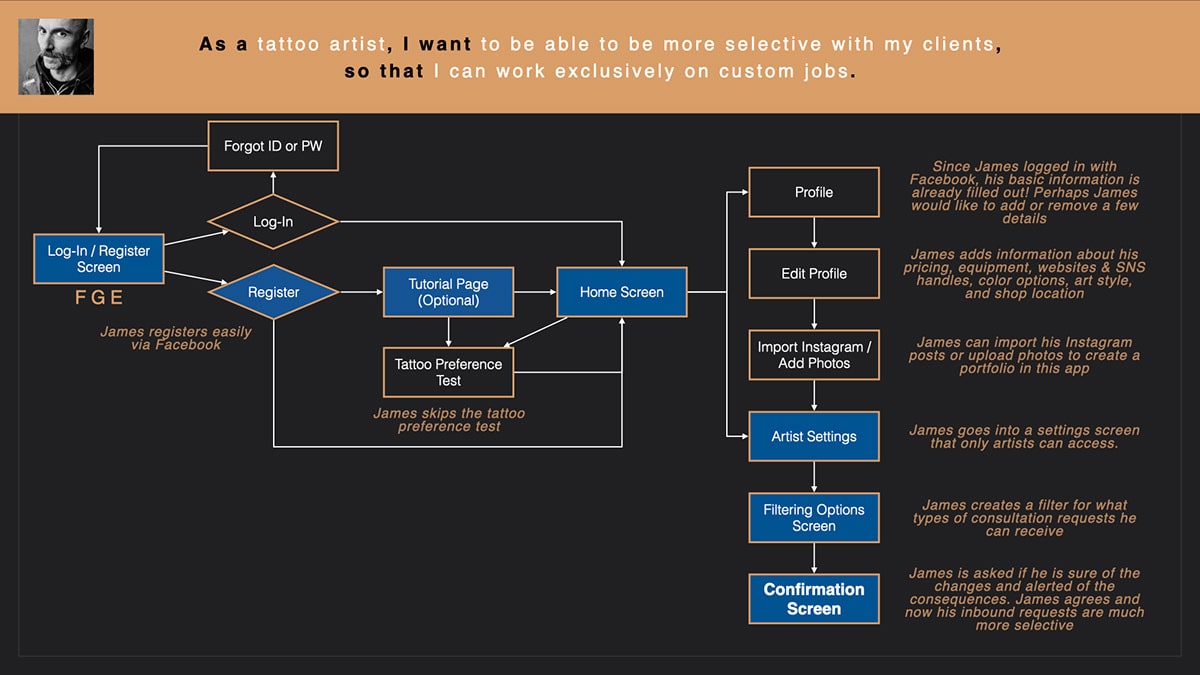 As a tattoo artist, I want to be able to be more selective with my clients,
so that I can work exclusively on custom jobs.
Forgot ID or PW
Log-In
Log-In / Register
Screen
F G E
Register
James registers easily
via Facebook
Tutorial Page
(Optional)
Home Screen
Tattoo Preference
Test
James skips the tattoo
preference test
Profile
Since James logged in with
Facebook, his basic information is
already filled out! Perhaps James
would like to add or remove a few
details
Edit Profile
James adds information about his
pricing, equipment, websites & SNS
handles, color options, art style,
and shop location
Import Instagram /
Add Photos
James can import his Instagram
posts or upload photos to create a
portfolio in this app
Artist Settings
James goes into a settings screen
that only artists can access.
Filtering Options
Screen
James creates a filter for what
types of consultation requests he
can receive
Confirmation
Screen
James is asked if he is sure of the
changes and alerted of the
consequences. James agrees and
now his inbound requests are much
more selective